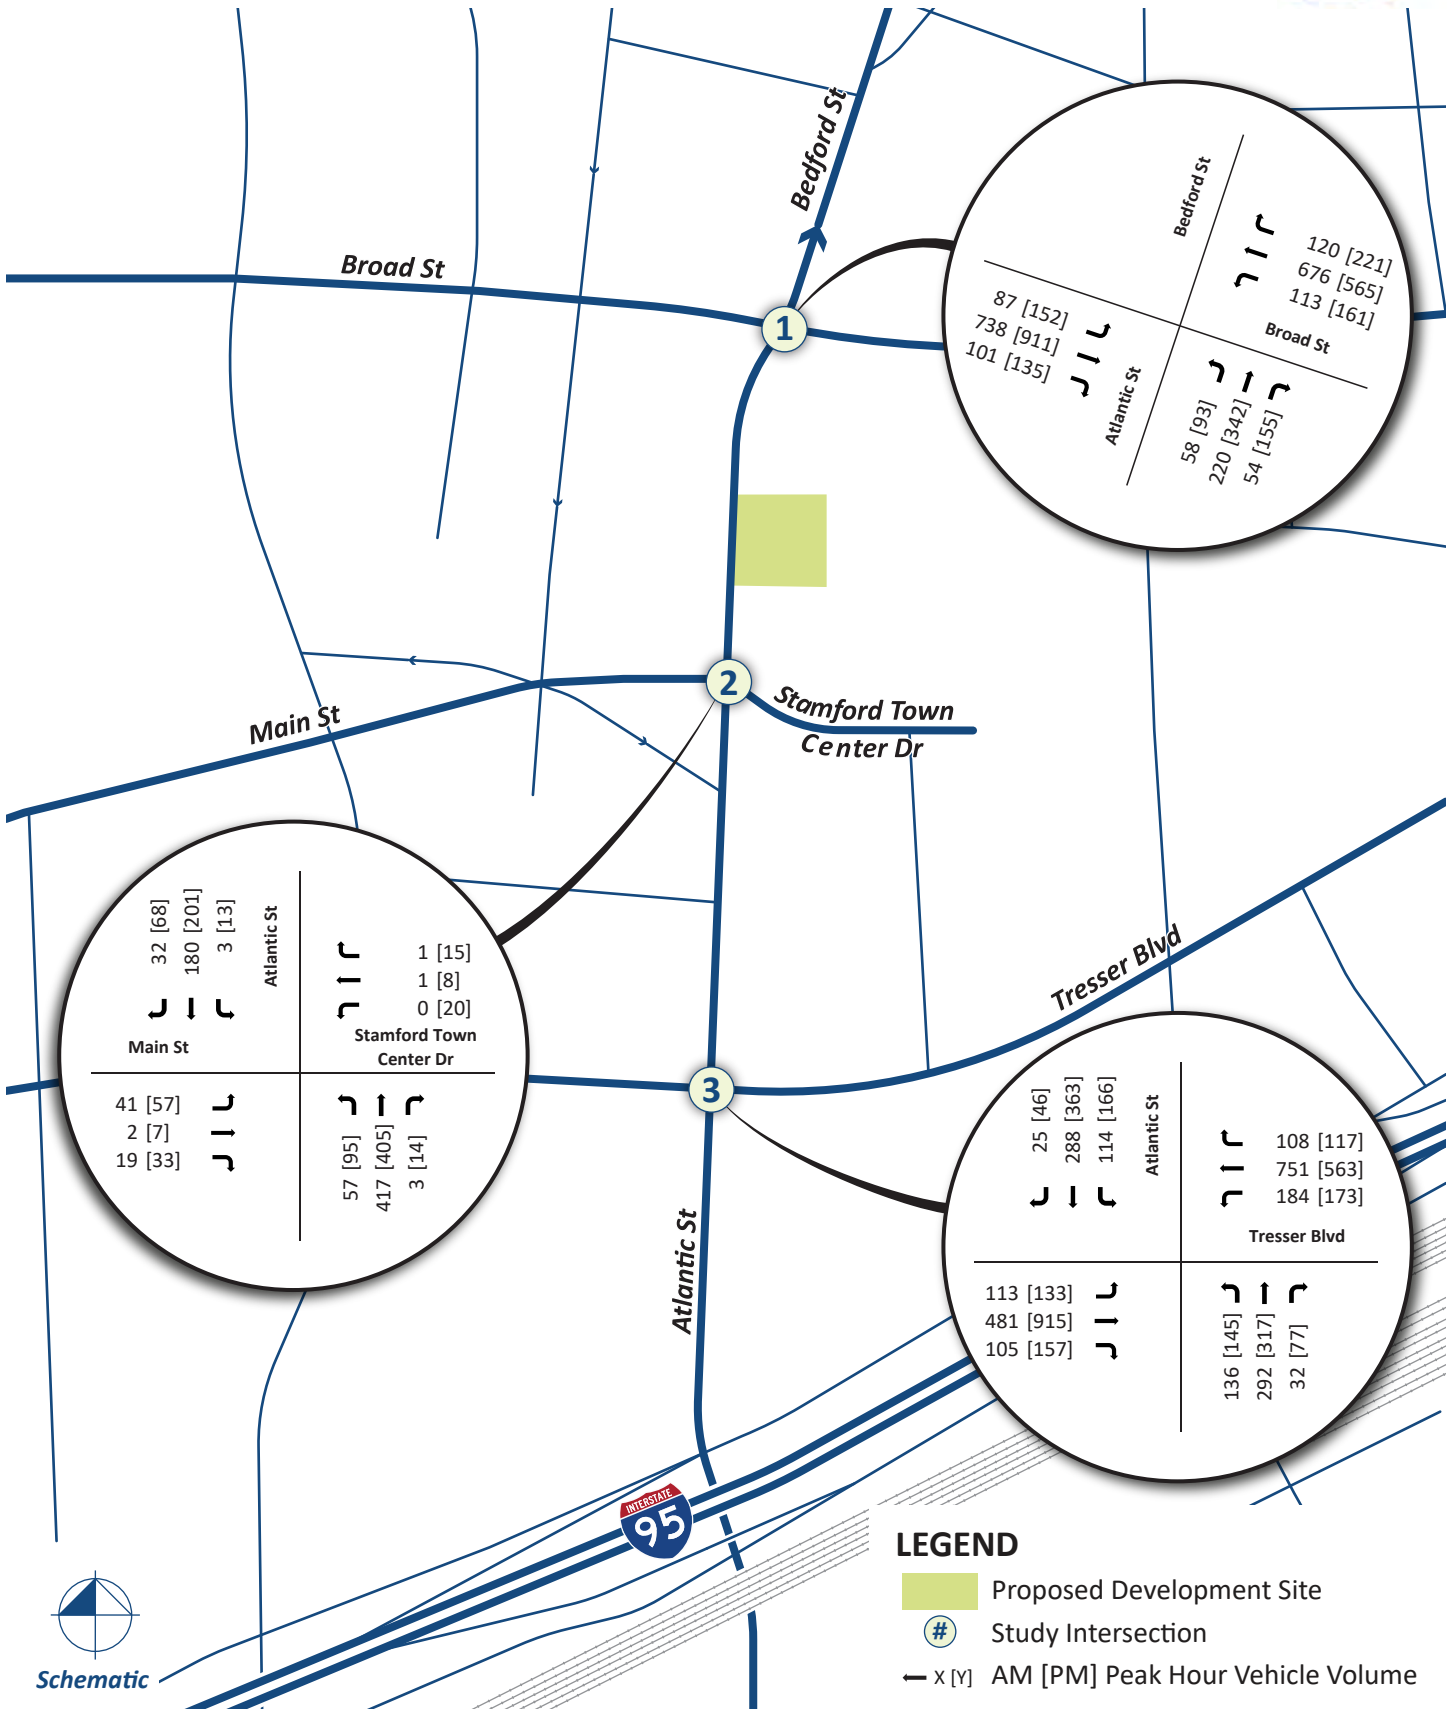 Bedford St
Broad St
1
Bedford St
120 [221]
676 [565]
113 [161]
Broad St
87 [152]
738 [911]
101 [135]
Atlantic St
58 [93]
220 [342]
54 [155]
2
Stamford Town
Center Dr
Main St
32 [68]
180 [201]
3 [13]
Atlantic St
1 [15]
1 [8]
0 [20]
Main St
Stamford Town
Center Dr
41 [57]
2 [7]
19 [33]
57 [95]
417 [405]
3 [14]
Tresser Blvd
3
25 [46]
288 [363]
114 [166]
Atlantic St
108 [117]
751 [563]
184 [173]
Tresser Blvd
113 [133]
481 [915]
105 [157]
136 [145]
292 [317]
32 [77]
Atlantic St
INTERSTATE
95
LEGEND
Proposed Development Site
# Study Intersection
X [Y] AM [PM] Peak Hour Vehicle Volume
Schematic